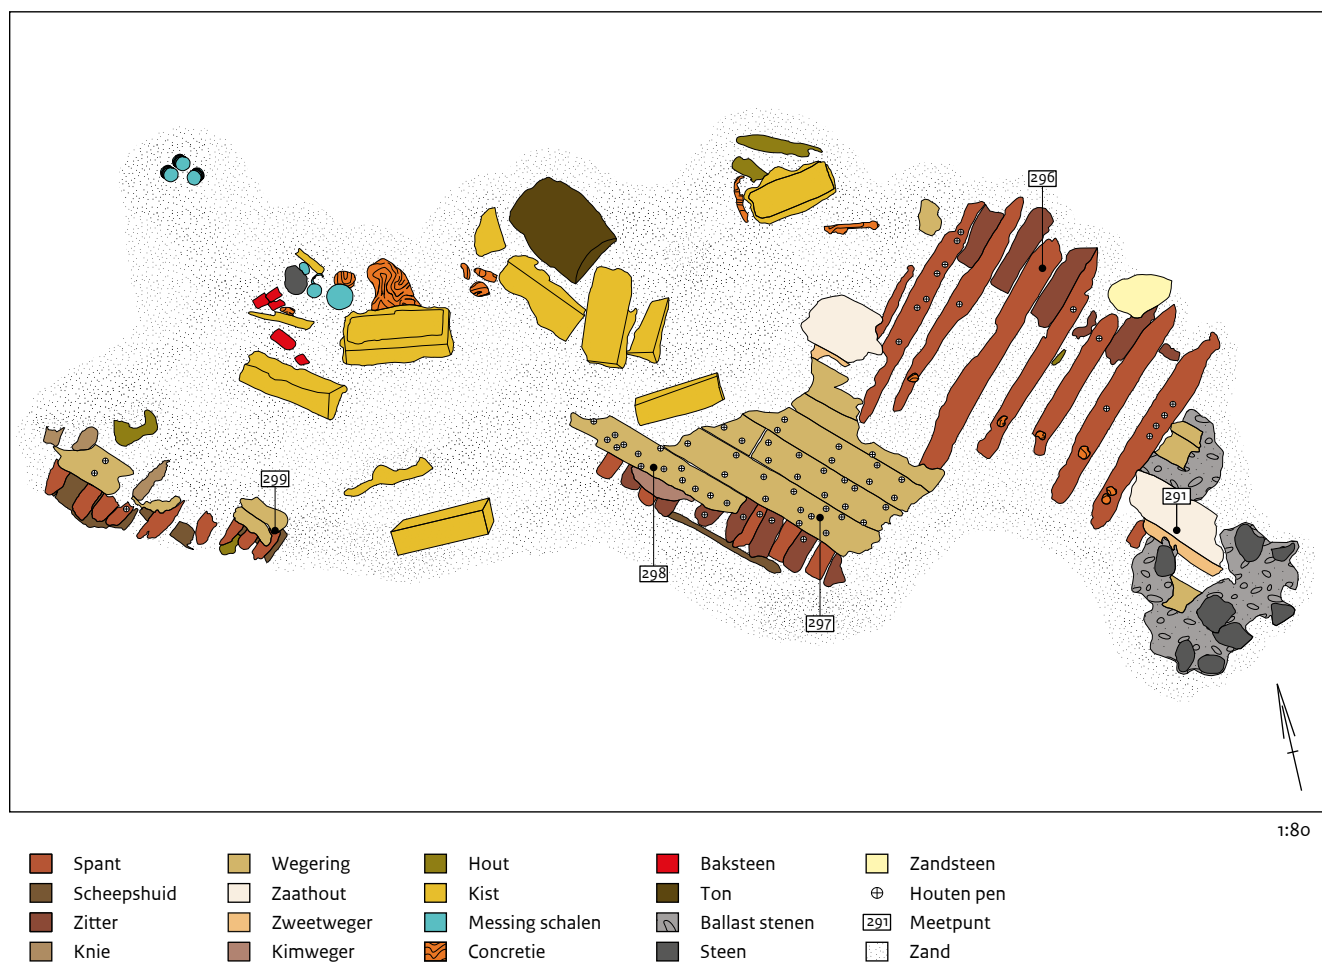 296
299
291
298
297
1:80
Spant
Wegering
Hout
Baksteen
Zandsteen
Scheepshuid
Zaathout
Kist
Ton
Houten pen
Zitter
Zweetweger
Messing schalen
Ballast stenen
291 Meetpunt
Knie
Kimweger
Concretie
Steen
Zand